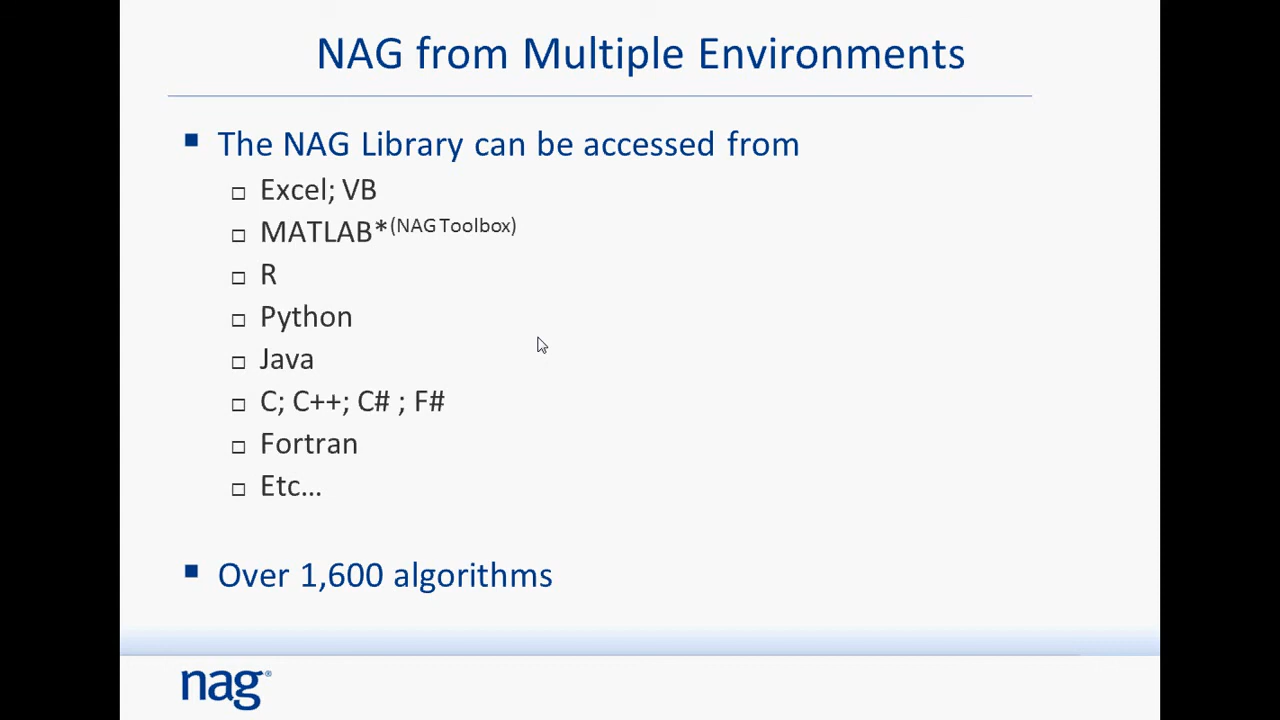 NAG from Multiple Environments
The NAG Library can be accessed from
Excel; VB
MATLAB*(NAG Toolbox)
R
Python
Java
C; C++; C# ; F#
Fortran
Etc...
Over 1,600 algorithms
nag®